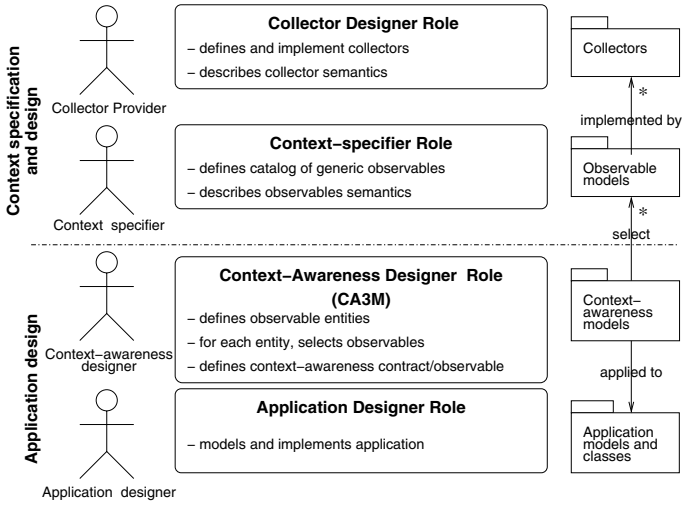 Context specification
and design
Collector Provider
Collector Designer Role
– defines and implement collectors
– describes collector semantics
Collectors
*
implemented by
Context specifier
Context–specifier Role
– defines catalog of generic observables
– describes observables semantics
Observable
models
*
select
Application design
Context–awareness
designer
Context–Awareness Designer Role
(CA3M)
– defines observable entities
– for each entity, selects observables
– defines context–awareness contract/observable
Context–
awareness
models
applied to
Application designer
Application Designer Role
– models and implements application
Application
models and
classes